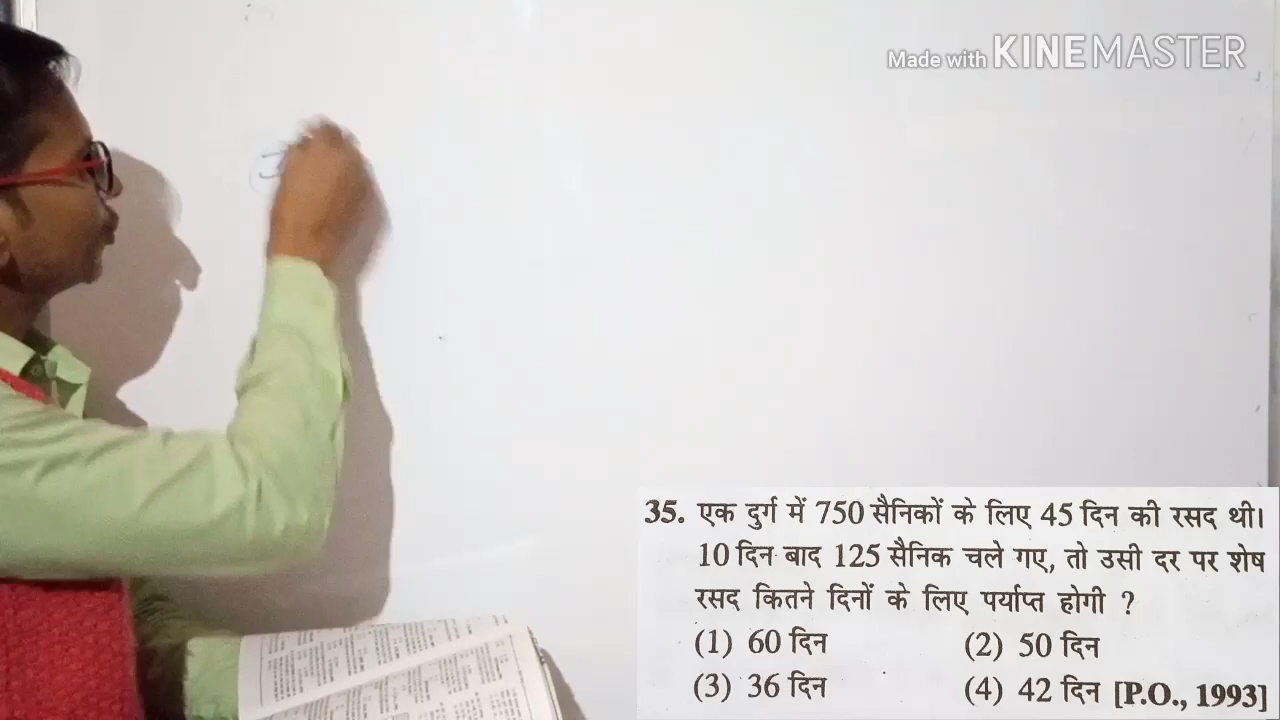 Made with KINEMASTER
35. एक दुर्ग में 750 सैनिकों के लिए 45 दिन की रसद थी।
10 दिन बाद 125 सैनिक चले गए, तो उसी दर पर शेष
रसद कितने दिनों के लिए पर्याप्त होगी ?
(1) 60 दिन (2) 50 दिन
(3) 36 दिन (4) 42 दिन [P.O., 1993]